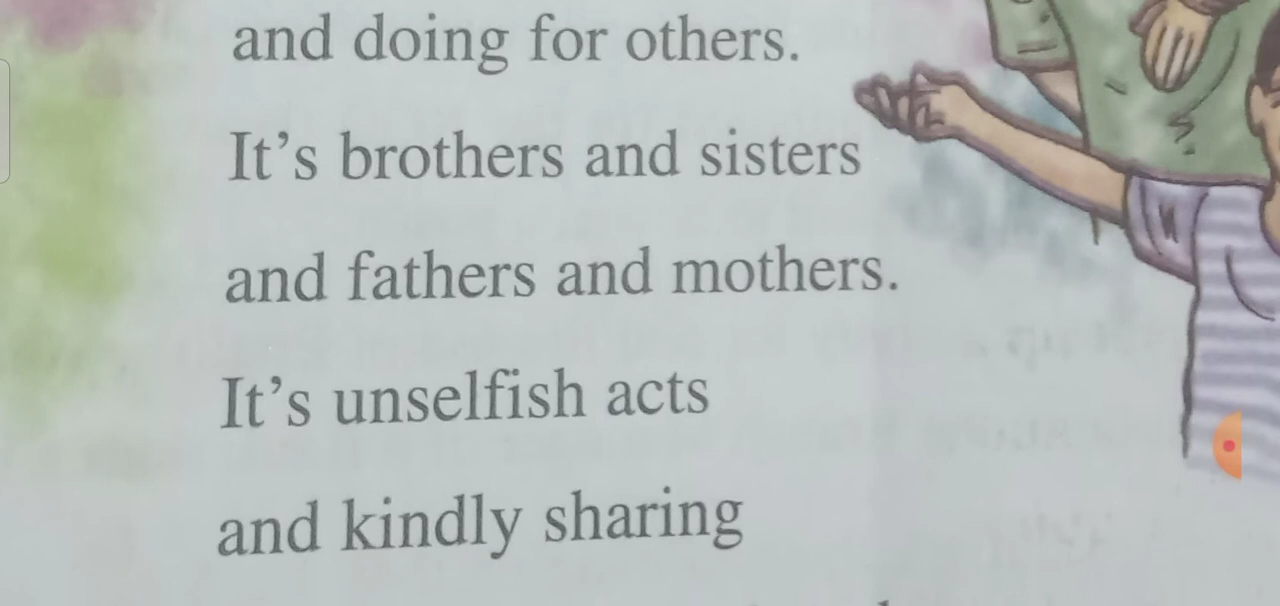 and doing for others.
It's brothers and sisters
and fathers and mothers.
It's unselfish acts
and kindly sharing